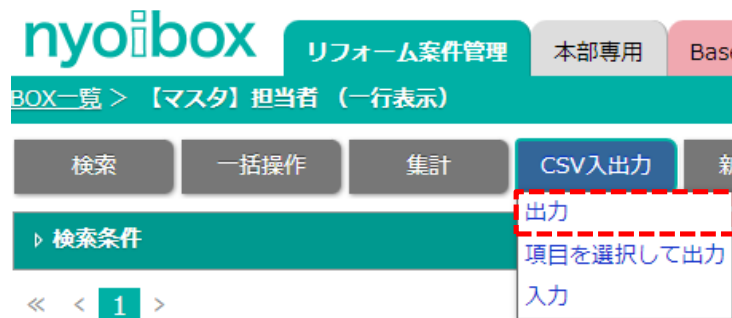 nyoibox
リフォーム案件管理 本部専用 Base
BOX一覧 > 【マスタ】担当者 （一行表示）
検索 一括操作 集計 CSV入出力
出力
▷ 検索条件
項目を選択して出力
入力
≪ < 1 >